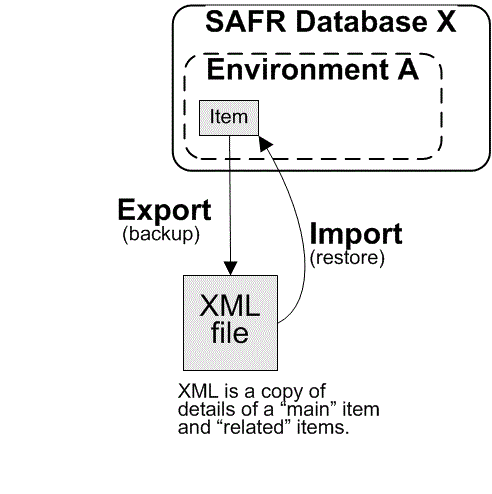 SAFR Database X
Environment A
Item
Export
(backup)
Import
(restore)
XML
file
XML is a copy of
details of a “main” item
and “related” items.